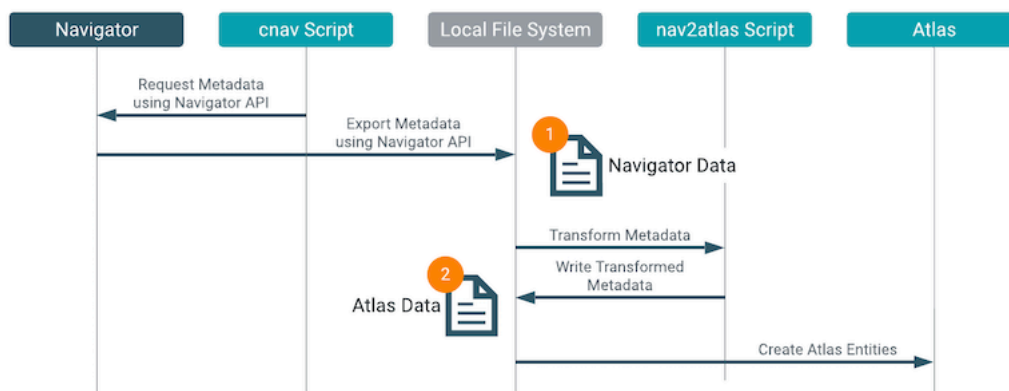 Navigator
cnav Script
Local File System
nav2atlas Script
Atlas
Request Metadata
using Navigator API
Export Metadata
using Navigator API
1
Navigator Data
Transform Metadata
Write Transformed
Metadata
2
Atlas Data
Create Atlas Entities